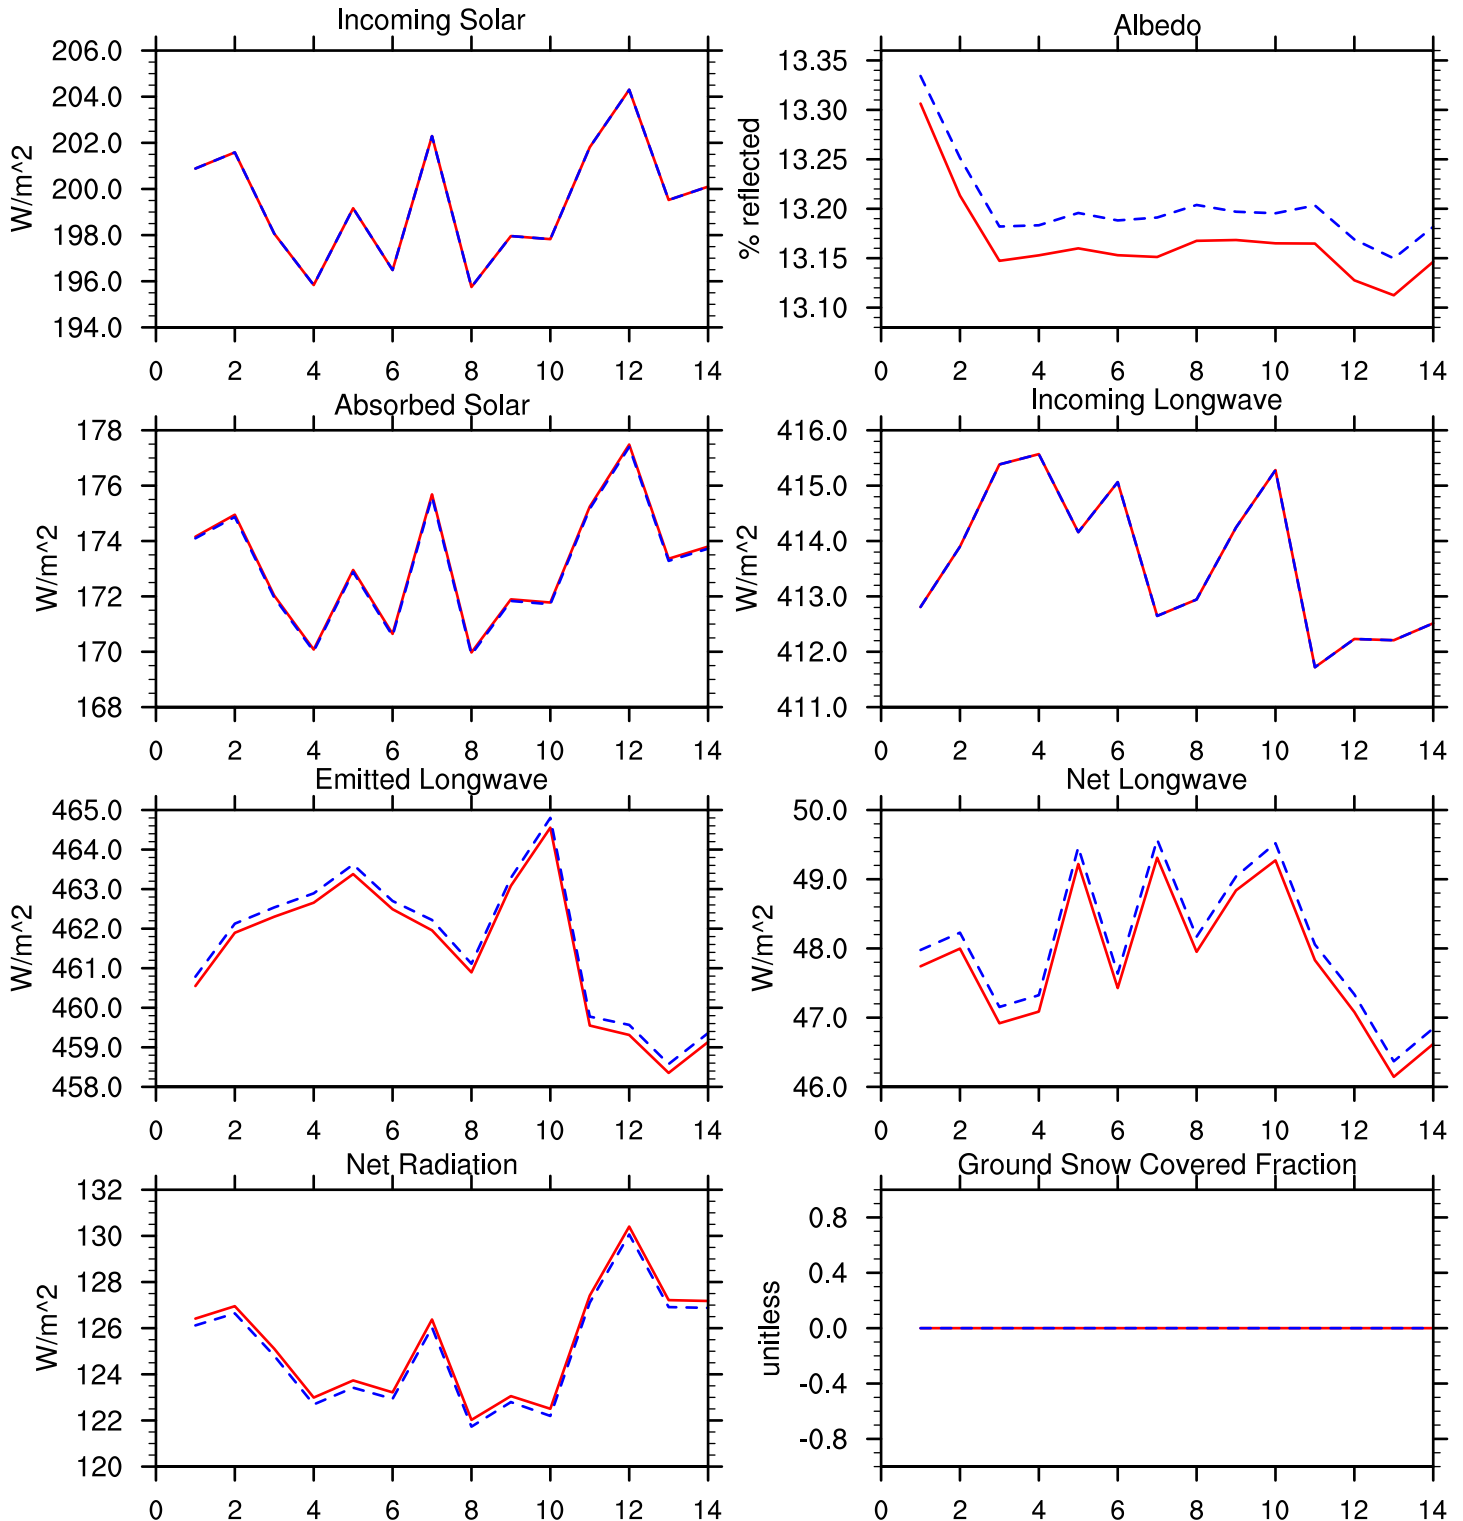 Incoming Solar
W/m^2
206.0
204.0
202.0
200.0
198.0
196.0
194.0
0 2 4 6 8 10 12 14
Albedo
% reflected
13.35
13.30
13.25
13.20
13.15
13.10
0 2 4 6 8 10 12 14
Absorbed Solar
W/m^2
178
176
174
172
170
168
0 2 4 6 8 10 12 14
Incoming Longwave
W/m^2
416.0
415.0
414.0
413.0
412.0
411.0
0 2 4 6 8 10 12 14
Emitted Longwave
W/m^2
465.0
464.0
463.0
462.0
461.0
460.0
459.0
458.0
0 2 4 6 8 10 12 14
Net Longwave
W/m^2
50.0
49.0
48.0
47.0
46.0
0 2 4 6 8 10 12 14
Net Radiation
W/m^2
132
130
128
126
124
122
120
0 2 4 6 8 10 12 14
Ground Snow Covered Fraction
unitless
0.8
0.4
0.0
-0.4
-0.8
0 2 4 6 8 10 12 14